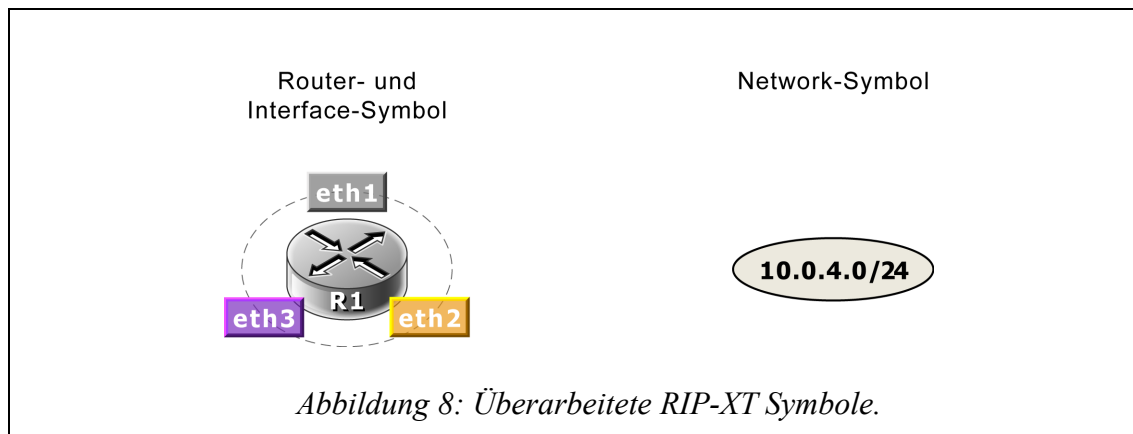 Router- und
Interface-Symbol
Network-Symbol
eth1
R1
eth3
eth2
10.0.4.0/24
Abbildung 8: Überarbeitete RIP-XT Symbole.